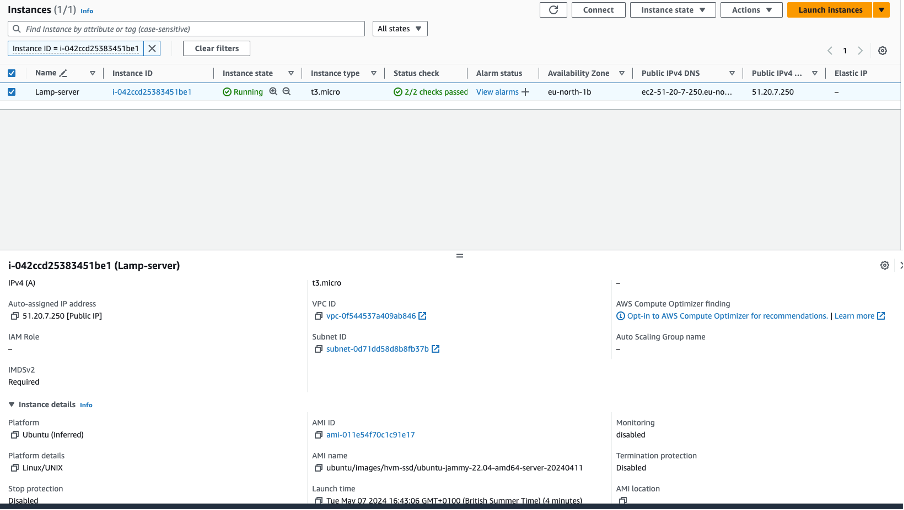 Instances (1/1) Info
Connect Instance state Actions Launch instances
Find Instance by attribute or tag (case-sensitive) All states
Instance ID = i-042ccd25383451be1 Clear filters
1
Name Instance ID Instance state Instance type Status check Alarm status Availability Zone Public IPv4 DNS Public IPv4 ... Elastic IP
Lamp-server i-042ccd25383451be1 Running t3.micro 2/2 checks passed View alarms + eu-north-1b ec2-51-20-7-250.eu-no... 51.20.7.250 –
i-042ccd25383451be1 (Lamp-server)
IPv4 (A) t3.micro –
Auto-assigned IP address VPC ID AWS Compute Optimizer finding
51.20.7.250 [Public IP] vpc-0f544537a409ab846 Opt-in to AWS Compute Optimizer for recommendations. | Learn more
IAM Role Subnet ID Auto Scaling Group name
– subnet-0d71dd58d8b8fb37b –
IMDSv2
Required
Instance details Info
Platform AMI ID Monitoring
Ubuntu (Inferred) ami-011e54f70c1c91e17 disabled
Platform details AMI name Termination protection
Linux/UNIX ubuntu/images/hvm-ssd/ubuntu-jammy-22.04-amd64-server-20240411 Disabled
Stop protection Launch time AMI location
Disabled Tue May 07 2024 16:43:06 GMT+0100 (British Summer Time) (4 minutes)